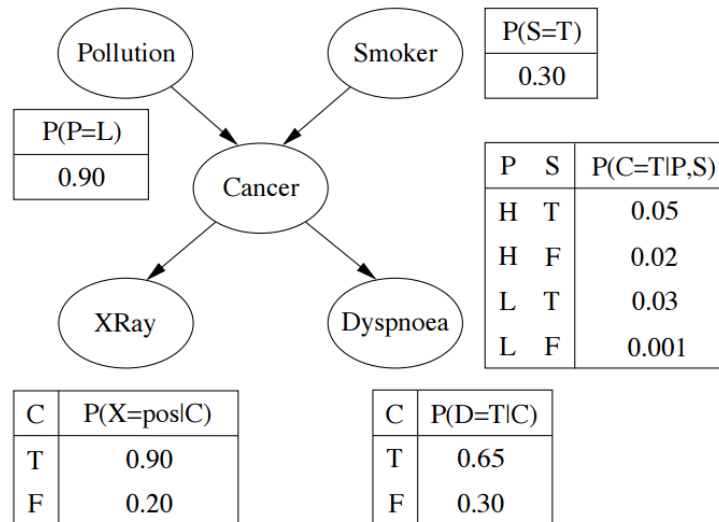 Pollution
Smoker
P(S=T)
0.30
P(P=L)
0.90
Cancer
P S P(C=T|P,S)
H T 0.05
H F 0.02
L T 0.03
L F 0.001
XRay
Dyspnoea
C P(X=pos|C)
T 0.90
F 0.20
C P(D=T|C)
T 0.65
F 0.30